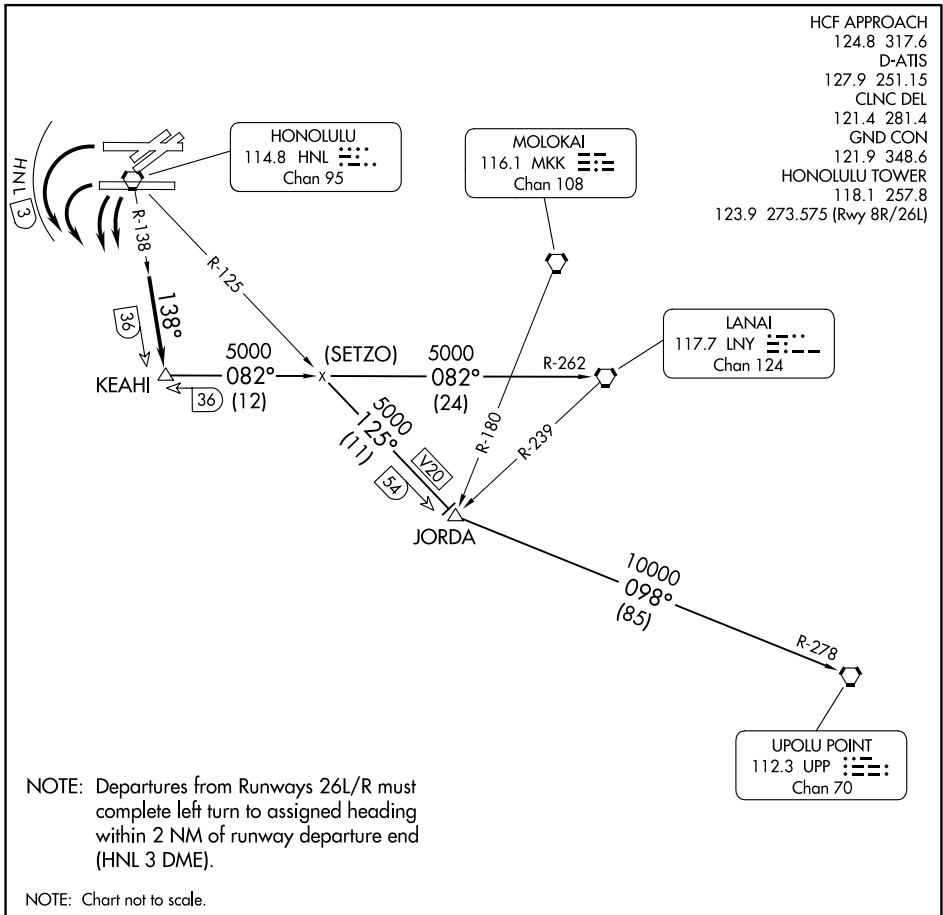 HCF APPROACH
124.8 317.6
D-ATIS
127.9 251.15
CLNC DEL
121.4 281.4
GND CON
121.9 348.6
HONOLULU TOWER
118.1 257.8
123.9 273.575 (Rwy 8R/26L)
HONOLULU
114.8 HNL
Chan 95
MOLOKAI
116.1 MKK
Chan 108
HNL 3
R-138
R-125
138°
36
LANAI
117.7 LNY
Chan 124
KEAHI
36
5000
082°
(12)
(SETZO)
5000
082°
(24)
R-262
5000
125°
(11)
V20
54
R-180
R-239
JORDA
10000
098°
(85)
R-278
UPOLU POINT
112.3 UPP
Chan 70
NOTE: Departures from Runways 26L/R must
complete left turn to assigned heading
within 2 NM of runway departure end
(HNL 3 DME).
NOTE: Chart not to scale.